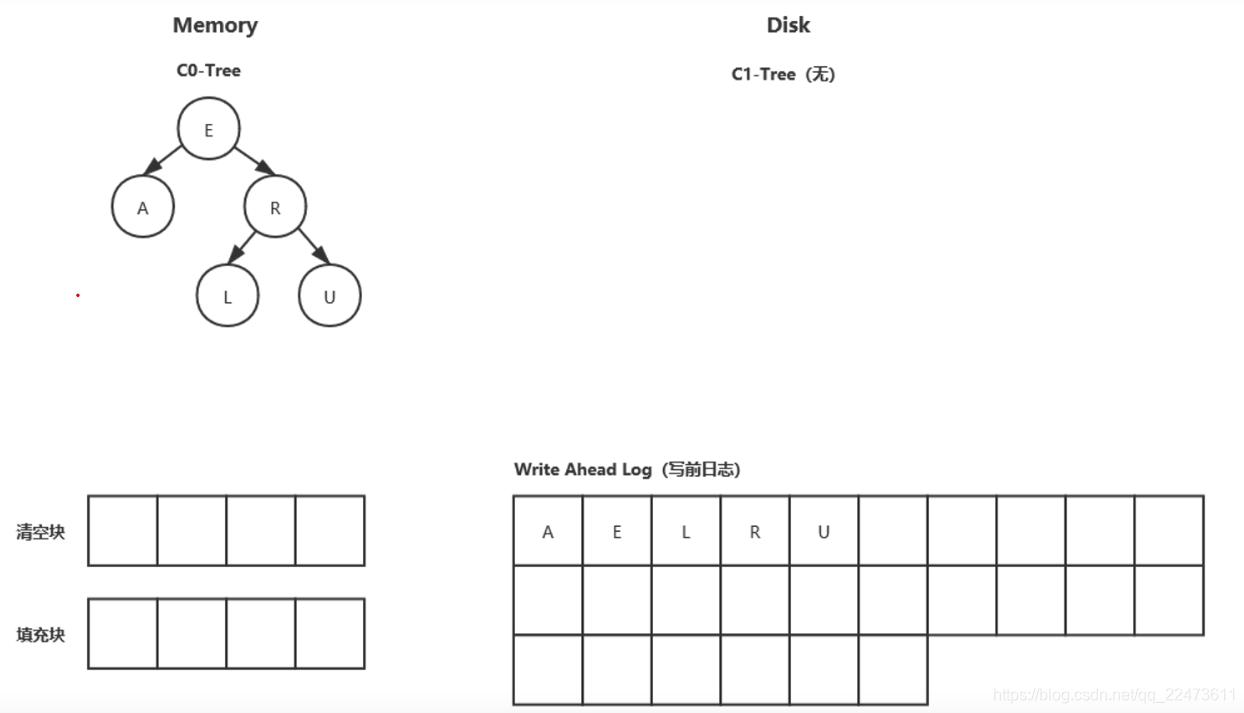 Memory
Disk
C0-Tree
C1-Tree（无）
E
A
R
L
U
Write Ahead Log（写前日志）
清空块
A E L R U
填充块
https://blog.csdn.net/qq_22473611